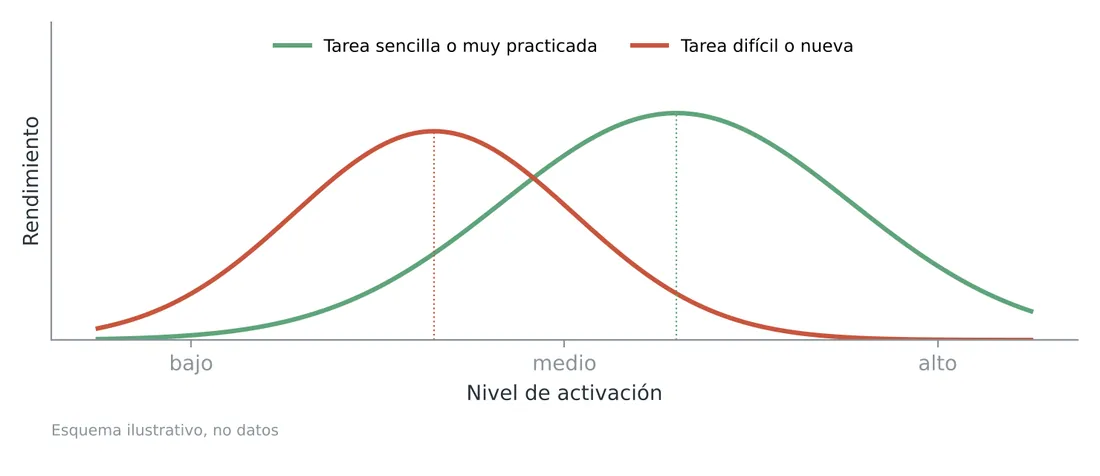 Tarea sencilla o muy practicada
Tarea difícil o nueva
Rendimiento
bajo
medio
alto
Nivel de activación
Esquema ilustrativo, no datos